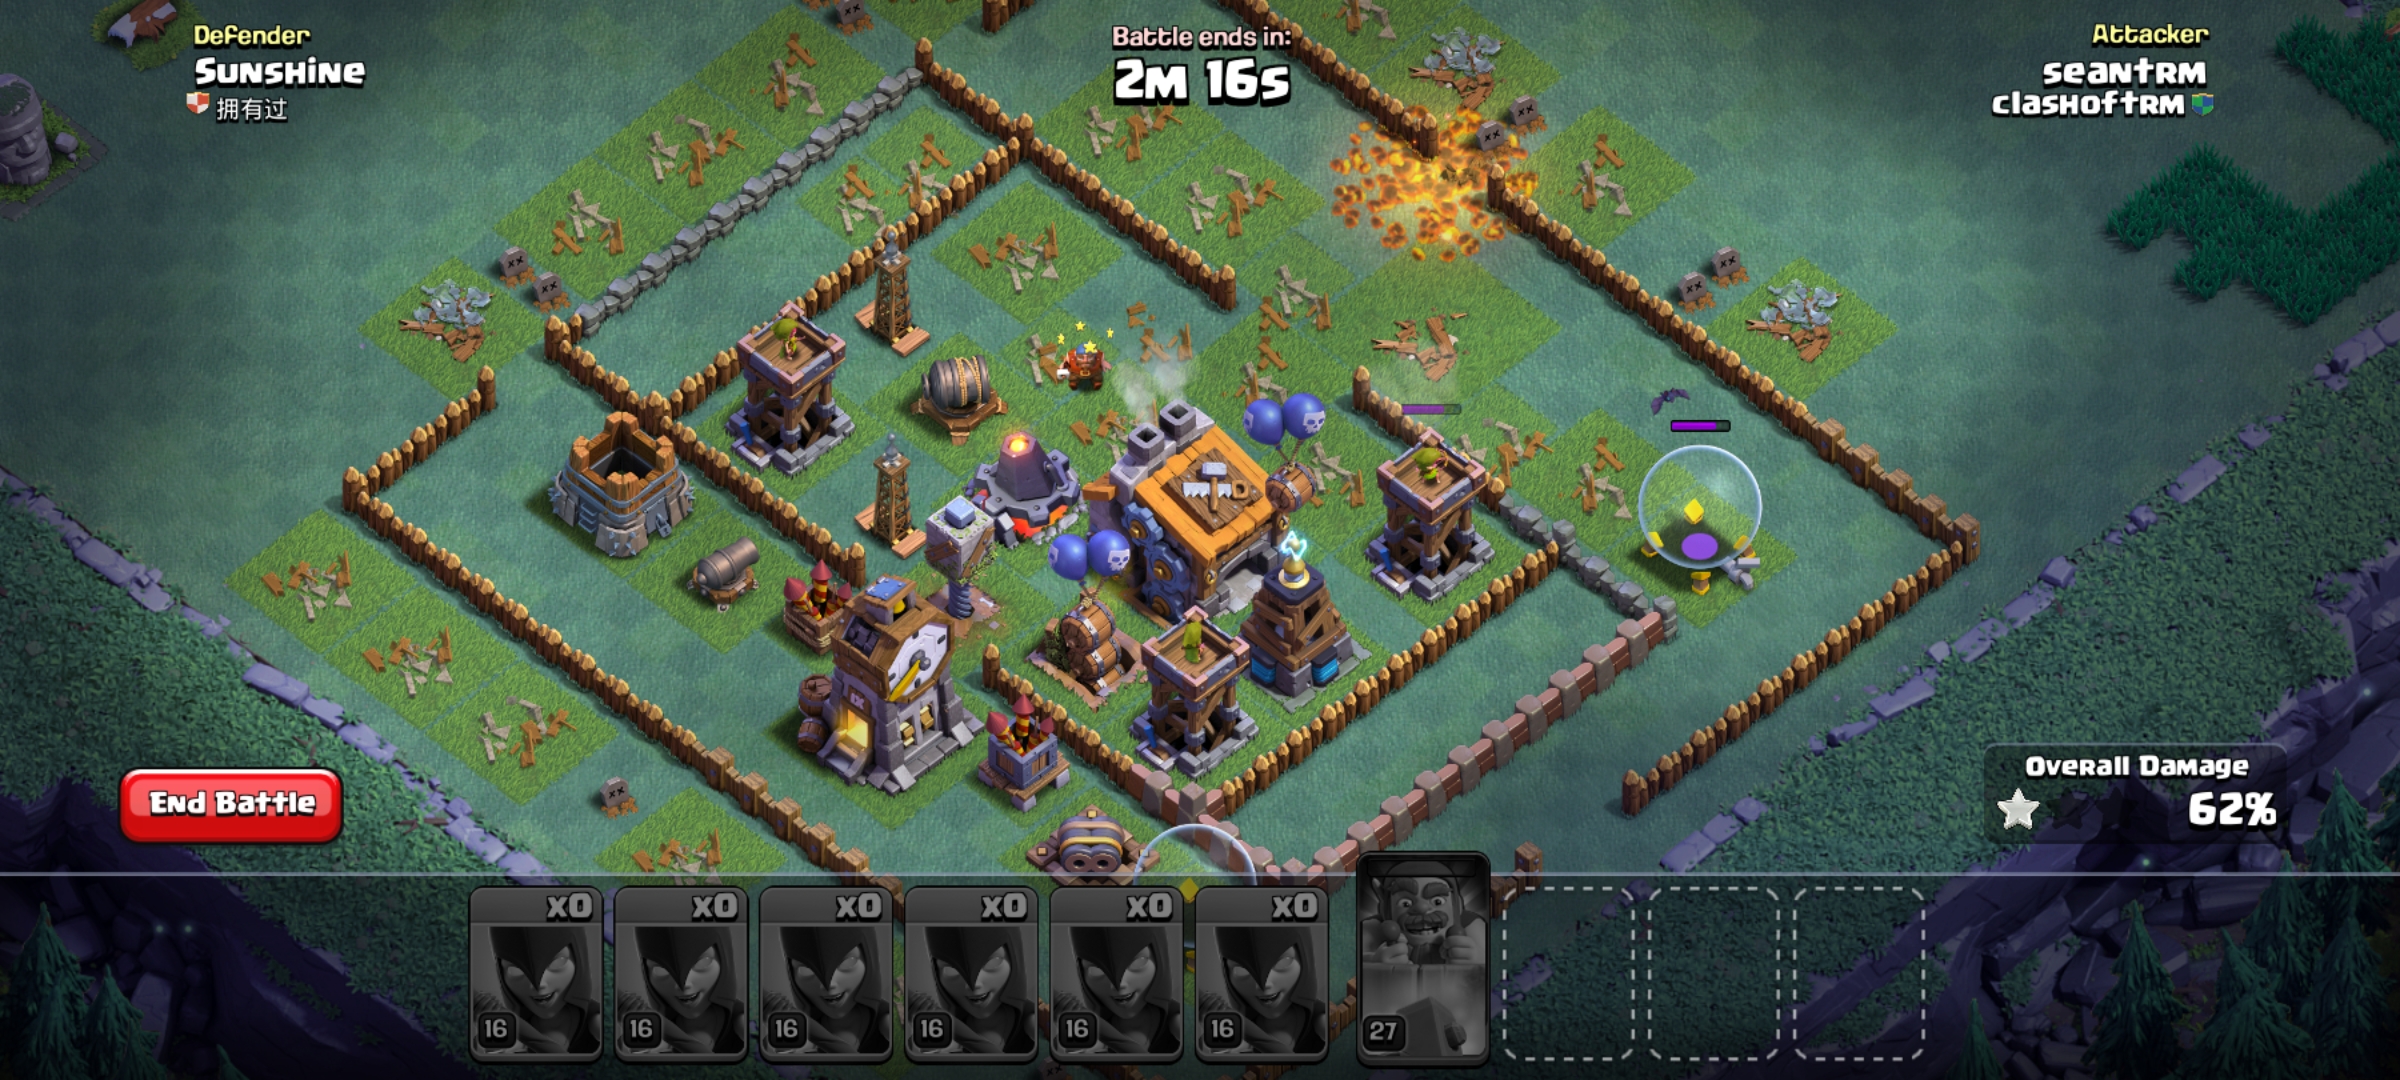 Defender
Sunshine
拥有过
Battle ends in:
2M 16S
Attacker
seantRM
clashoftRM
End Battle
Overall Damage
62%
x0
x0
x0
x0
x0
x0
16
16
16
16
16
16
27